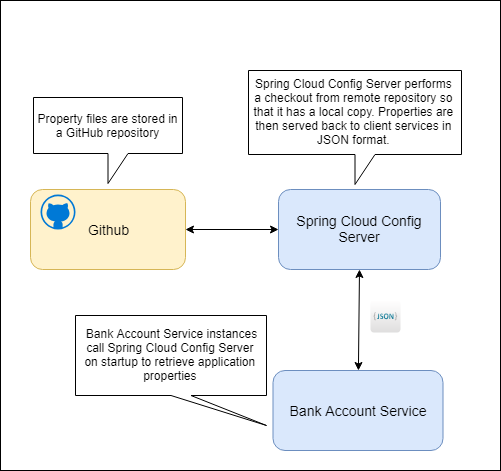 Spring Cloud Config Server performs
a checkout from remote repository so
that it has a local copy. Properties are
then served back to client services in
JSON format.
Property files are stored in
a GitHub repository
Github
Spring Cloud Config
Server
{JSON}
Bank Account Service instances
call Spring Cloud Config Server
on startup to retrieve application
properties
Bank Account Service